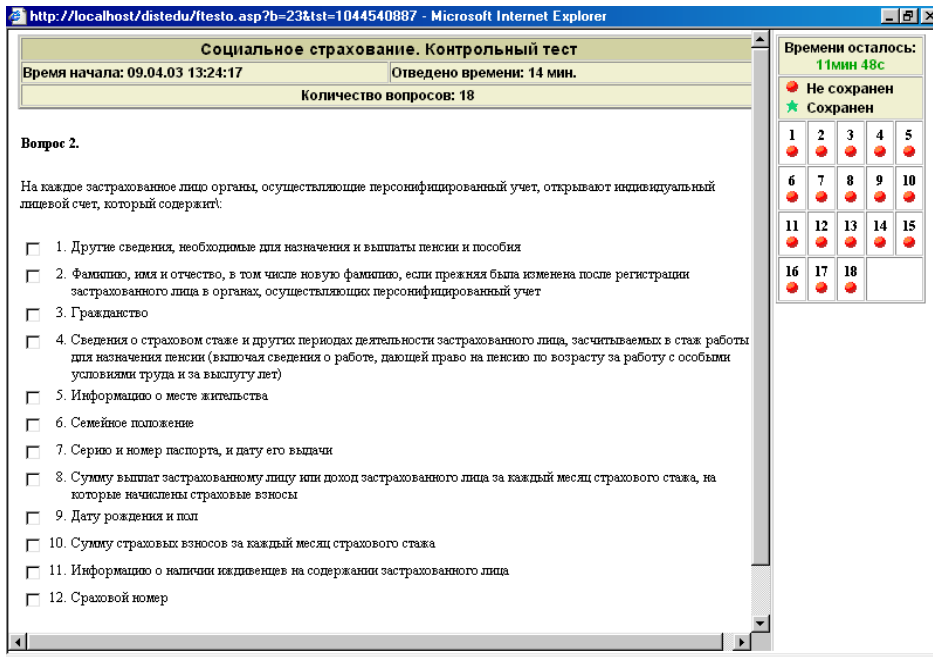 http://localhost/distedu/ftesto.asp?b=23&tst=1044540887 - Microsoft Internet Explorer
Социальное страхование. Контрольный тест
Время начала: 09.04.03 13:24:17
Отведено времени: 14 мин.
Количество вопросов: 18
Вопрос 2.
На каждое застрахованное лицо органы, осуществляющие персонифицированный учет, открывают индивидуальный
лицевой счет, который содержит\:
1. Другие сведения, необходимые для назначения и выплаты пенсии и пособия
2. Фамилию, имя и отчество, в том числе новую фамилию, если прежняя была изменена после регистрации
застрахованного лица в органах, осуществляющих персонифицированный учет
3. Гражданство
4. Сведения о страховом стаже и других периодах деятельности застрахованного лица, засчитываемых в стаж работы
для назначения пенсии (включая сведения о работе, дающей право на пенсию по возрасту за работу с особыми
условиями труда и за выслугу лет)
5. Информацию о месте жительства
6. Семейное положение
7. Серию и номер паспорта, и дату его выдачи
8. Сумму выплат застрахованному лицу или доход застрахованного лица за каждый месяц страхового стажа, на
которые начислены страховые взносы
9. Дату рождения и пол
10. Сумму страховых взносов за каждый месяц страхового стажа
11. Информацию о наличии иждивенцев на содержании застрахованного лица
12. Сраховой номер
Времени осталось:
11мин 48с
Не сохранен
Сохранен
1 2 3 4 5
6 7 8 9 10
11 12 13 14 15
16 17 18